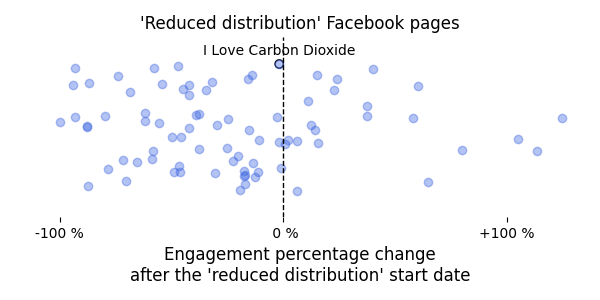 'Reduced distribution' Facebook pages
I Love Carbon Dioxide
-100 %
0 %
+100 %
Engagement percentage change
after the 'reduced distribution' start date